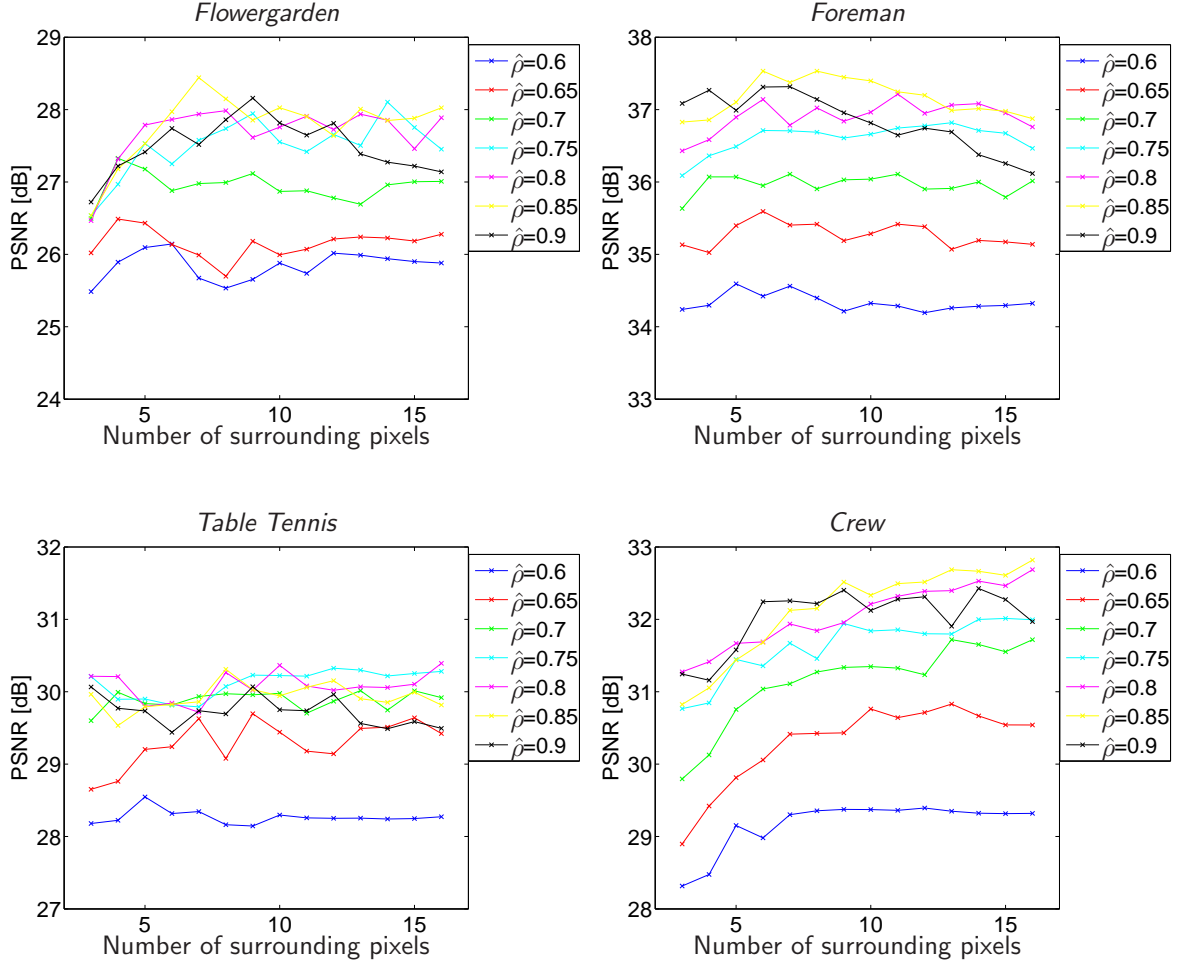 Flowergarden
29
28
27
26
25
24
PSNR [dB]
5 10 15
Number of surrounding pixels
ρ̂=0.6
ρ̂=0.65
ρ̂=0.7
ρ̂=0.75
ρ̂=0.8
ρ̂=0.85
ρ̂=0.9
Foreman
38
37
36
35
34
33
PSNR [dB]
5 10 15
Number of surrounding pixels
ρ̂=0.6
ρ̂=0.65
ρ̂=0.7
ρ̂=0.75
ρ̂=0.8
ρ̂=0.85
ρ̂=0.9
Table Tennis
32
31
30
29
28
27
PSNR [dB]
5 10 15
Number of surrounding pixels
ρ̂=0.6
ρ̂=0.65
ρ̂=0.7
ρ̂=0.75
ρ̂=0.8
ρ̂=0.85
ρ̂=0.9
Crew
33
32
31
30
29
28
PSNR [dB]
5 10 15
Number of surrounding pixels
ρ̂=0.6
ρ̂=0.65
ρ̂=0.7
ρ̂=0.75
ρ̂=0.8
ρ̂=0.85
ρ̂=0.9